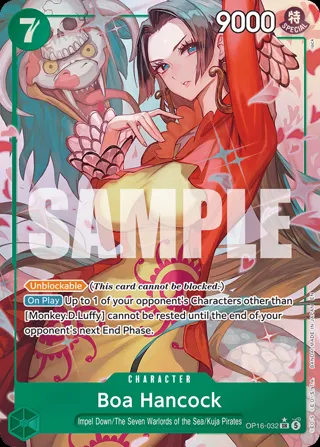 7
9000
特
SPECIAL
SAMPLE
Unblockable (This card cannot be blocked.)
On Play Up to 1 of your opponent's Characters other than
[Monkey.D.Luffy] cannot be rested until the end of your
opponent's next End Phase.
CHARACTER
Boa Hancock
Impel Down/The Seven Warlords of the Sea/Kuja Pirates
OP16-032 SR